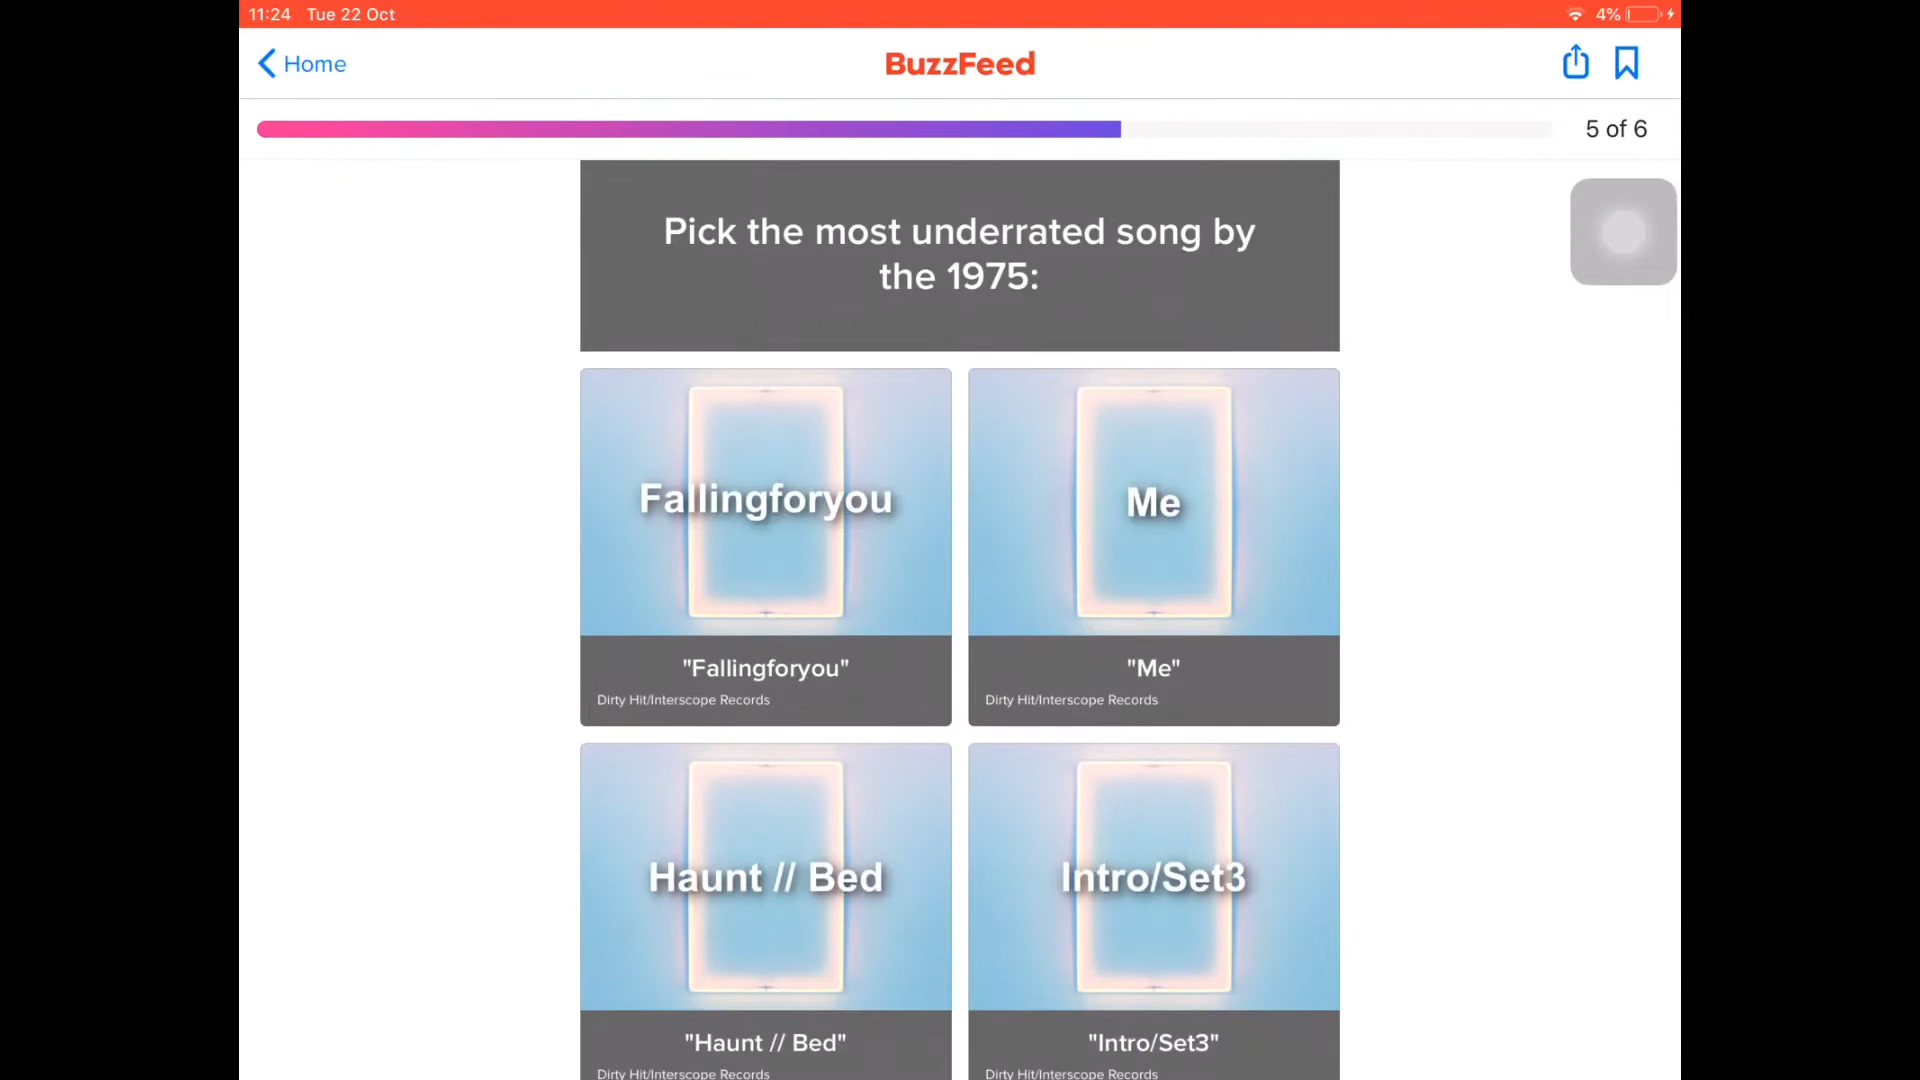 11:24 Tue 22 Oct 4%
Home BuzzFeed
5 of 6
Pick the most underrated song by
the 1975:
Fallingforyou Me
"Fallingforyou" "Me"
Dirty Hit/Interscope Records Dirty Hit/Interscope Records
Haunt // Bed Intro/Set3
"Haunt // Bed" "Intro/Set3"
Dirty Hit/Interscope Records Dirty Hit/Interscope Records